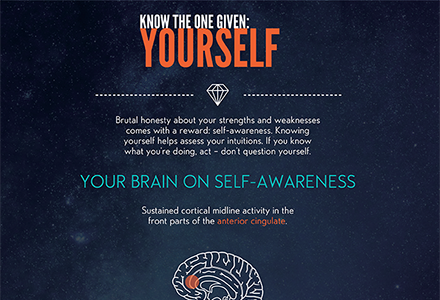 KNOW THE ONE GIVEN:
YOURSELF
Brutal honesty about your strengths and weaknesses
comes with a reward: self-awareness. Knowing
yourself helps assess your intuitions. If you know
what you're doing, act – don't question yourself.
YOUR BRAIN ON SELF-AWARENESS
Sustained cortical midline activity in the
front parts of the anterior cingulate.